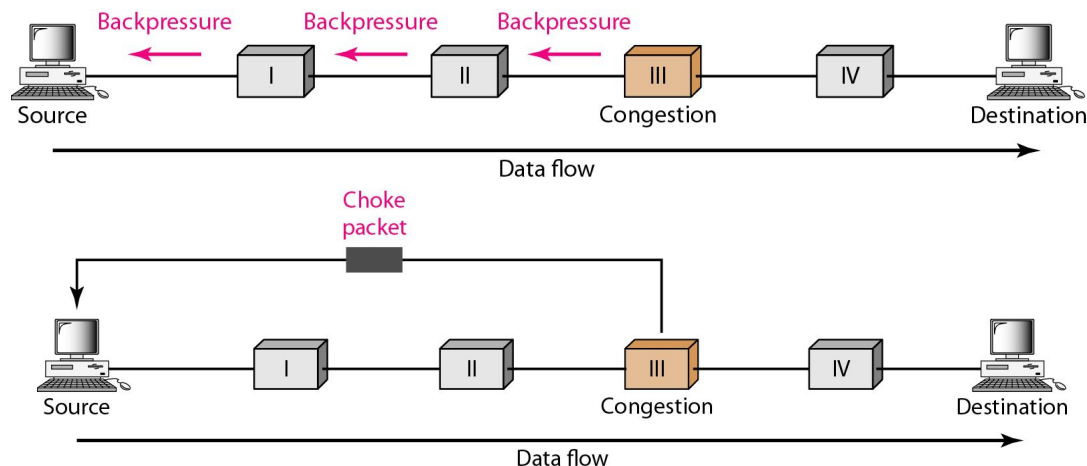 Backpressure Backpressure Backpressure
I II III IV
Source Congestion Destination
Data flow
Choke
packet
I II III IV
Source Congestion Destination
Data flow